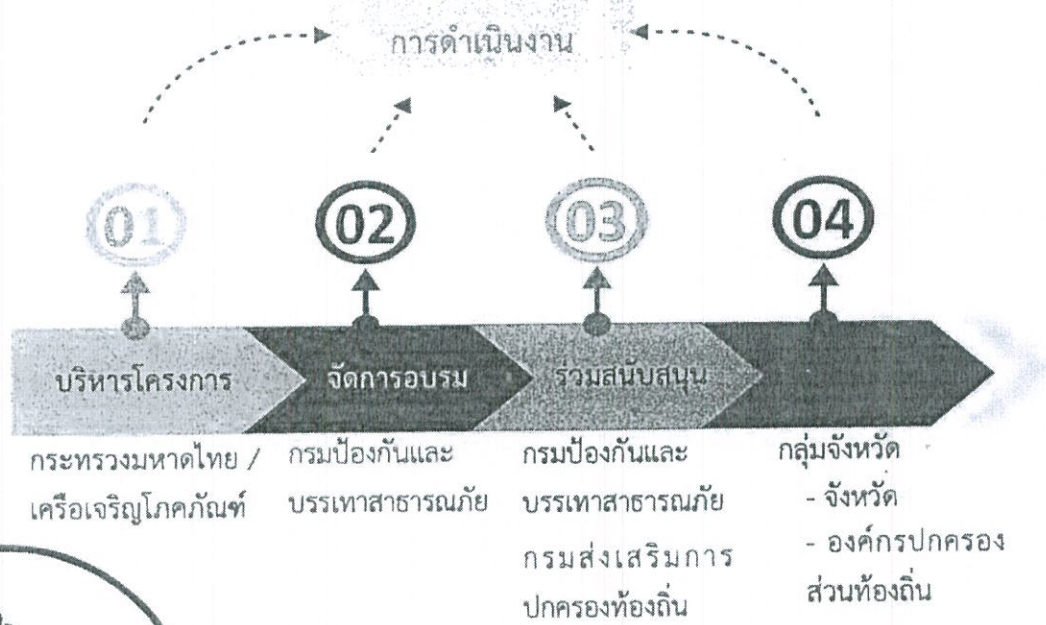 การดำเนินงาน
01
02
03
04
บริหารโครงการ
จัดการอบรม
ร่วมสนับสนุน
กระทรวงมหาดไทย /
เครือเจริญโภคภัณฑ์
กรมป้องกันและ
บรรเทาสาธารณภัย
กรมป้องกันและ
บรรเทาสาธารณภัย
กรมส่งเสริมการ
ปกครองท้องถิ่น
กลุ่มจังหวัด
- จังหวัด
- องค์กรปกครอง
ส่วนท้องถิ่น